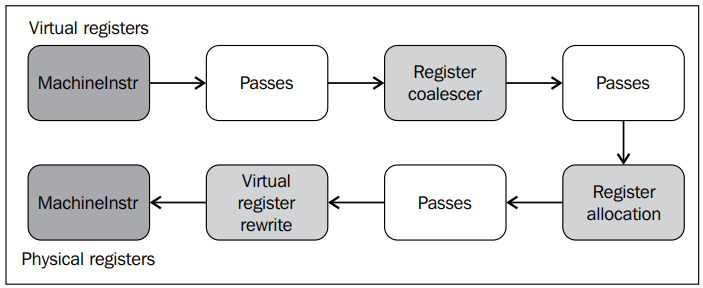 Virtual registers
MachineInstr
Passes
Register
coalescer
Passes
MachineInstr
Virtual
register
rewrite
Passes
Register
allocation
Physical registers